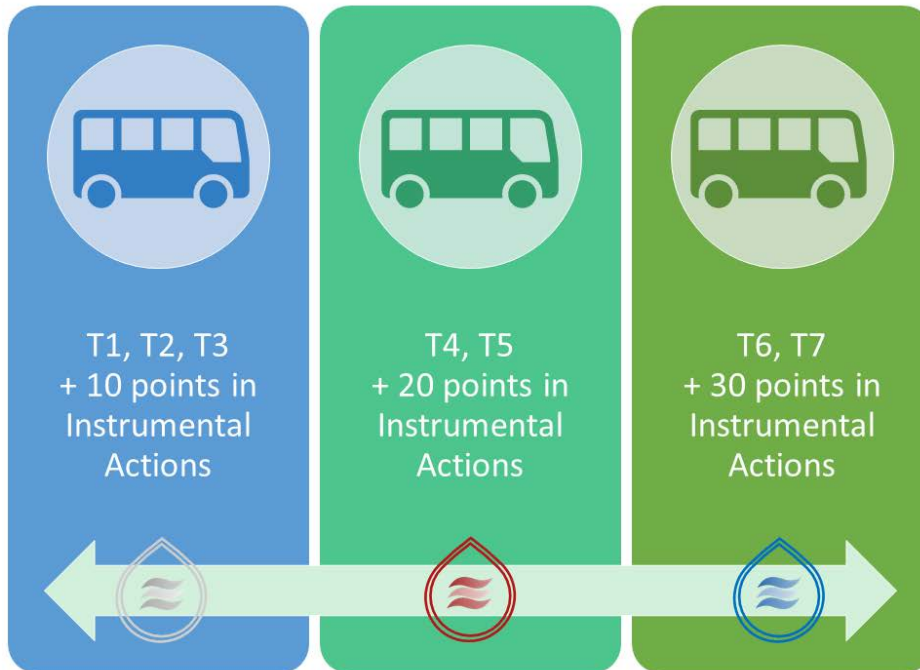 T1, T2, T3
+ 10 points in
Instrumental
Actions
T4, T5
+ 20 points in
Instrumental
Actions
T6, T7
+ 30 points in
Instrumental
Actions